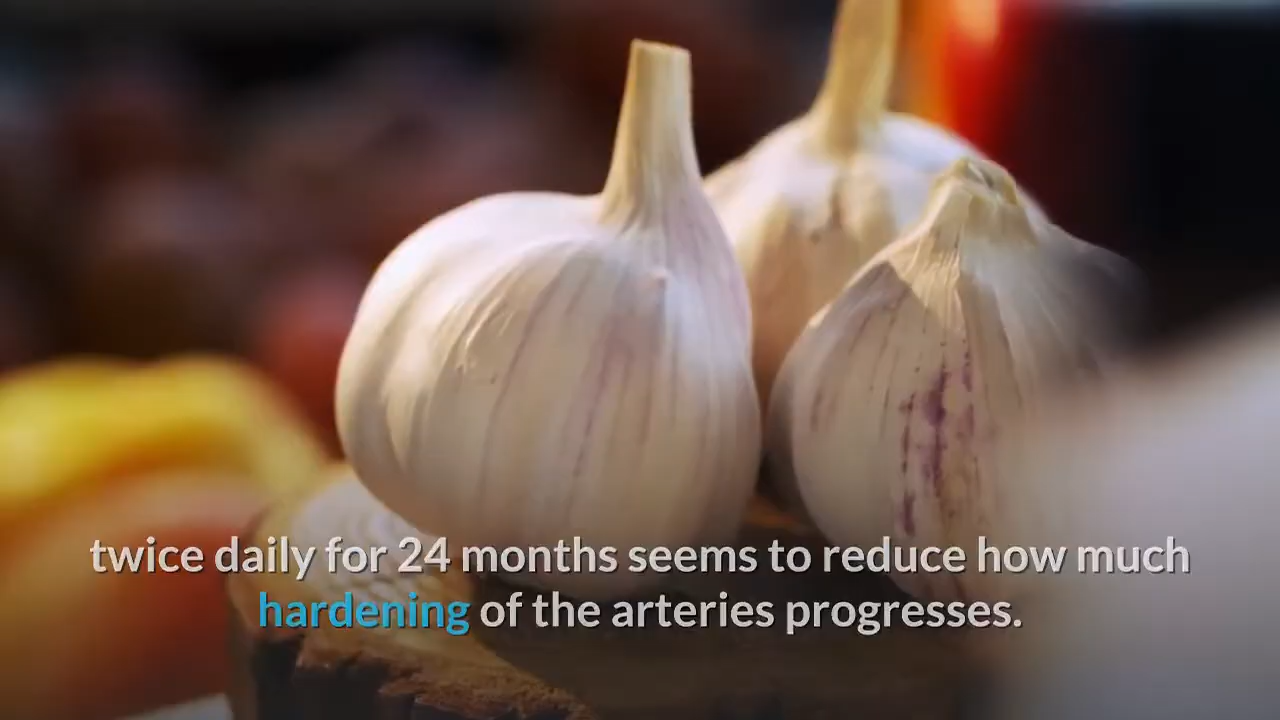 twice daily for 24 months seems to reduce how much
hardening of the arteries progresses.